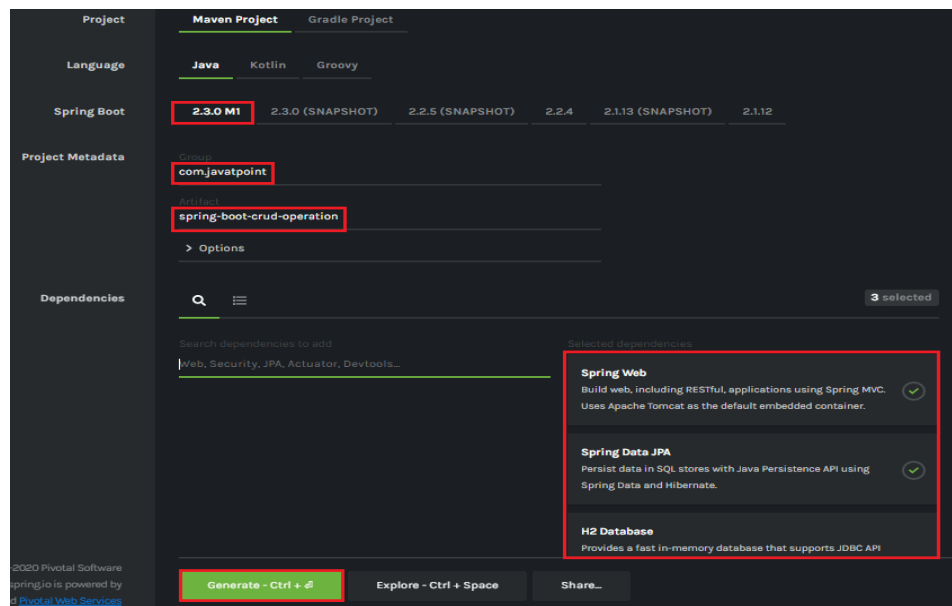 Project
Maven Project Gradle Project
Language
Java Kotlin Groovy
Spring Boot
2.3.0 M1 2.3.0 (SNAPSHOT) 2.2.5 (SNAPSHOT) 2.2.4 2.1.13 (SNAPSHOT) 2.1.12
Project Metadata
Group
com.javatpoint
Artifact
spring-boot-crud-operation
> Options
Dependencies
3 selected
Search dependencies to add
Web, Security, JPA, Actuator, Devtools...
Selected dependencies
Spring Web
Build web, including RESTful, applications using Spring MVC.
Uses Apache Tomcat as the default embedded container.
Spring Data JPA
Persist data in SQL stores with Java Persistence API using
Spring Data and Hibernate.
H2 Database
Provides a fast in-memory database that supports JDBC API
-2020 Pivotal Software
spring.io is powered by
d Pivotal Web Services
Generate - Ctrl + ⏎ Explore - Ctrl + Space Share...